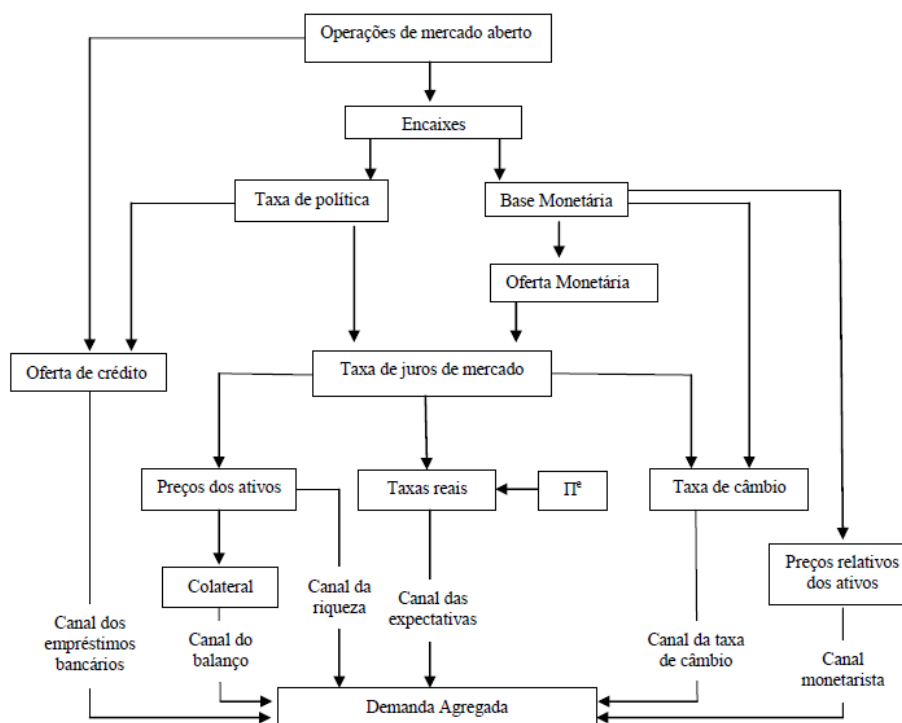 Operações de mercado aberto
Encaixes
Taxa de política
Base Monetária
Oferta Monetária
Oferta de crédito
Taxa de juros de mercado
Preços dos ativos
Taxas reais
Πᵉ
Taxa de câmbio
Preços relativos
dos ativos
Colateral
Canal da
riqueza
Canal das
expectativas
Canal dos
empréstimos
bancários
Canal do
balanço
Canal da taxa
de câmbio
Canal
monetarista
Demanda Agregada